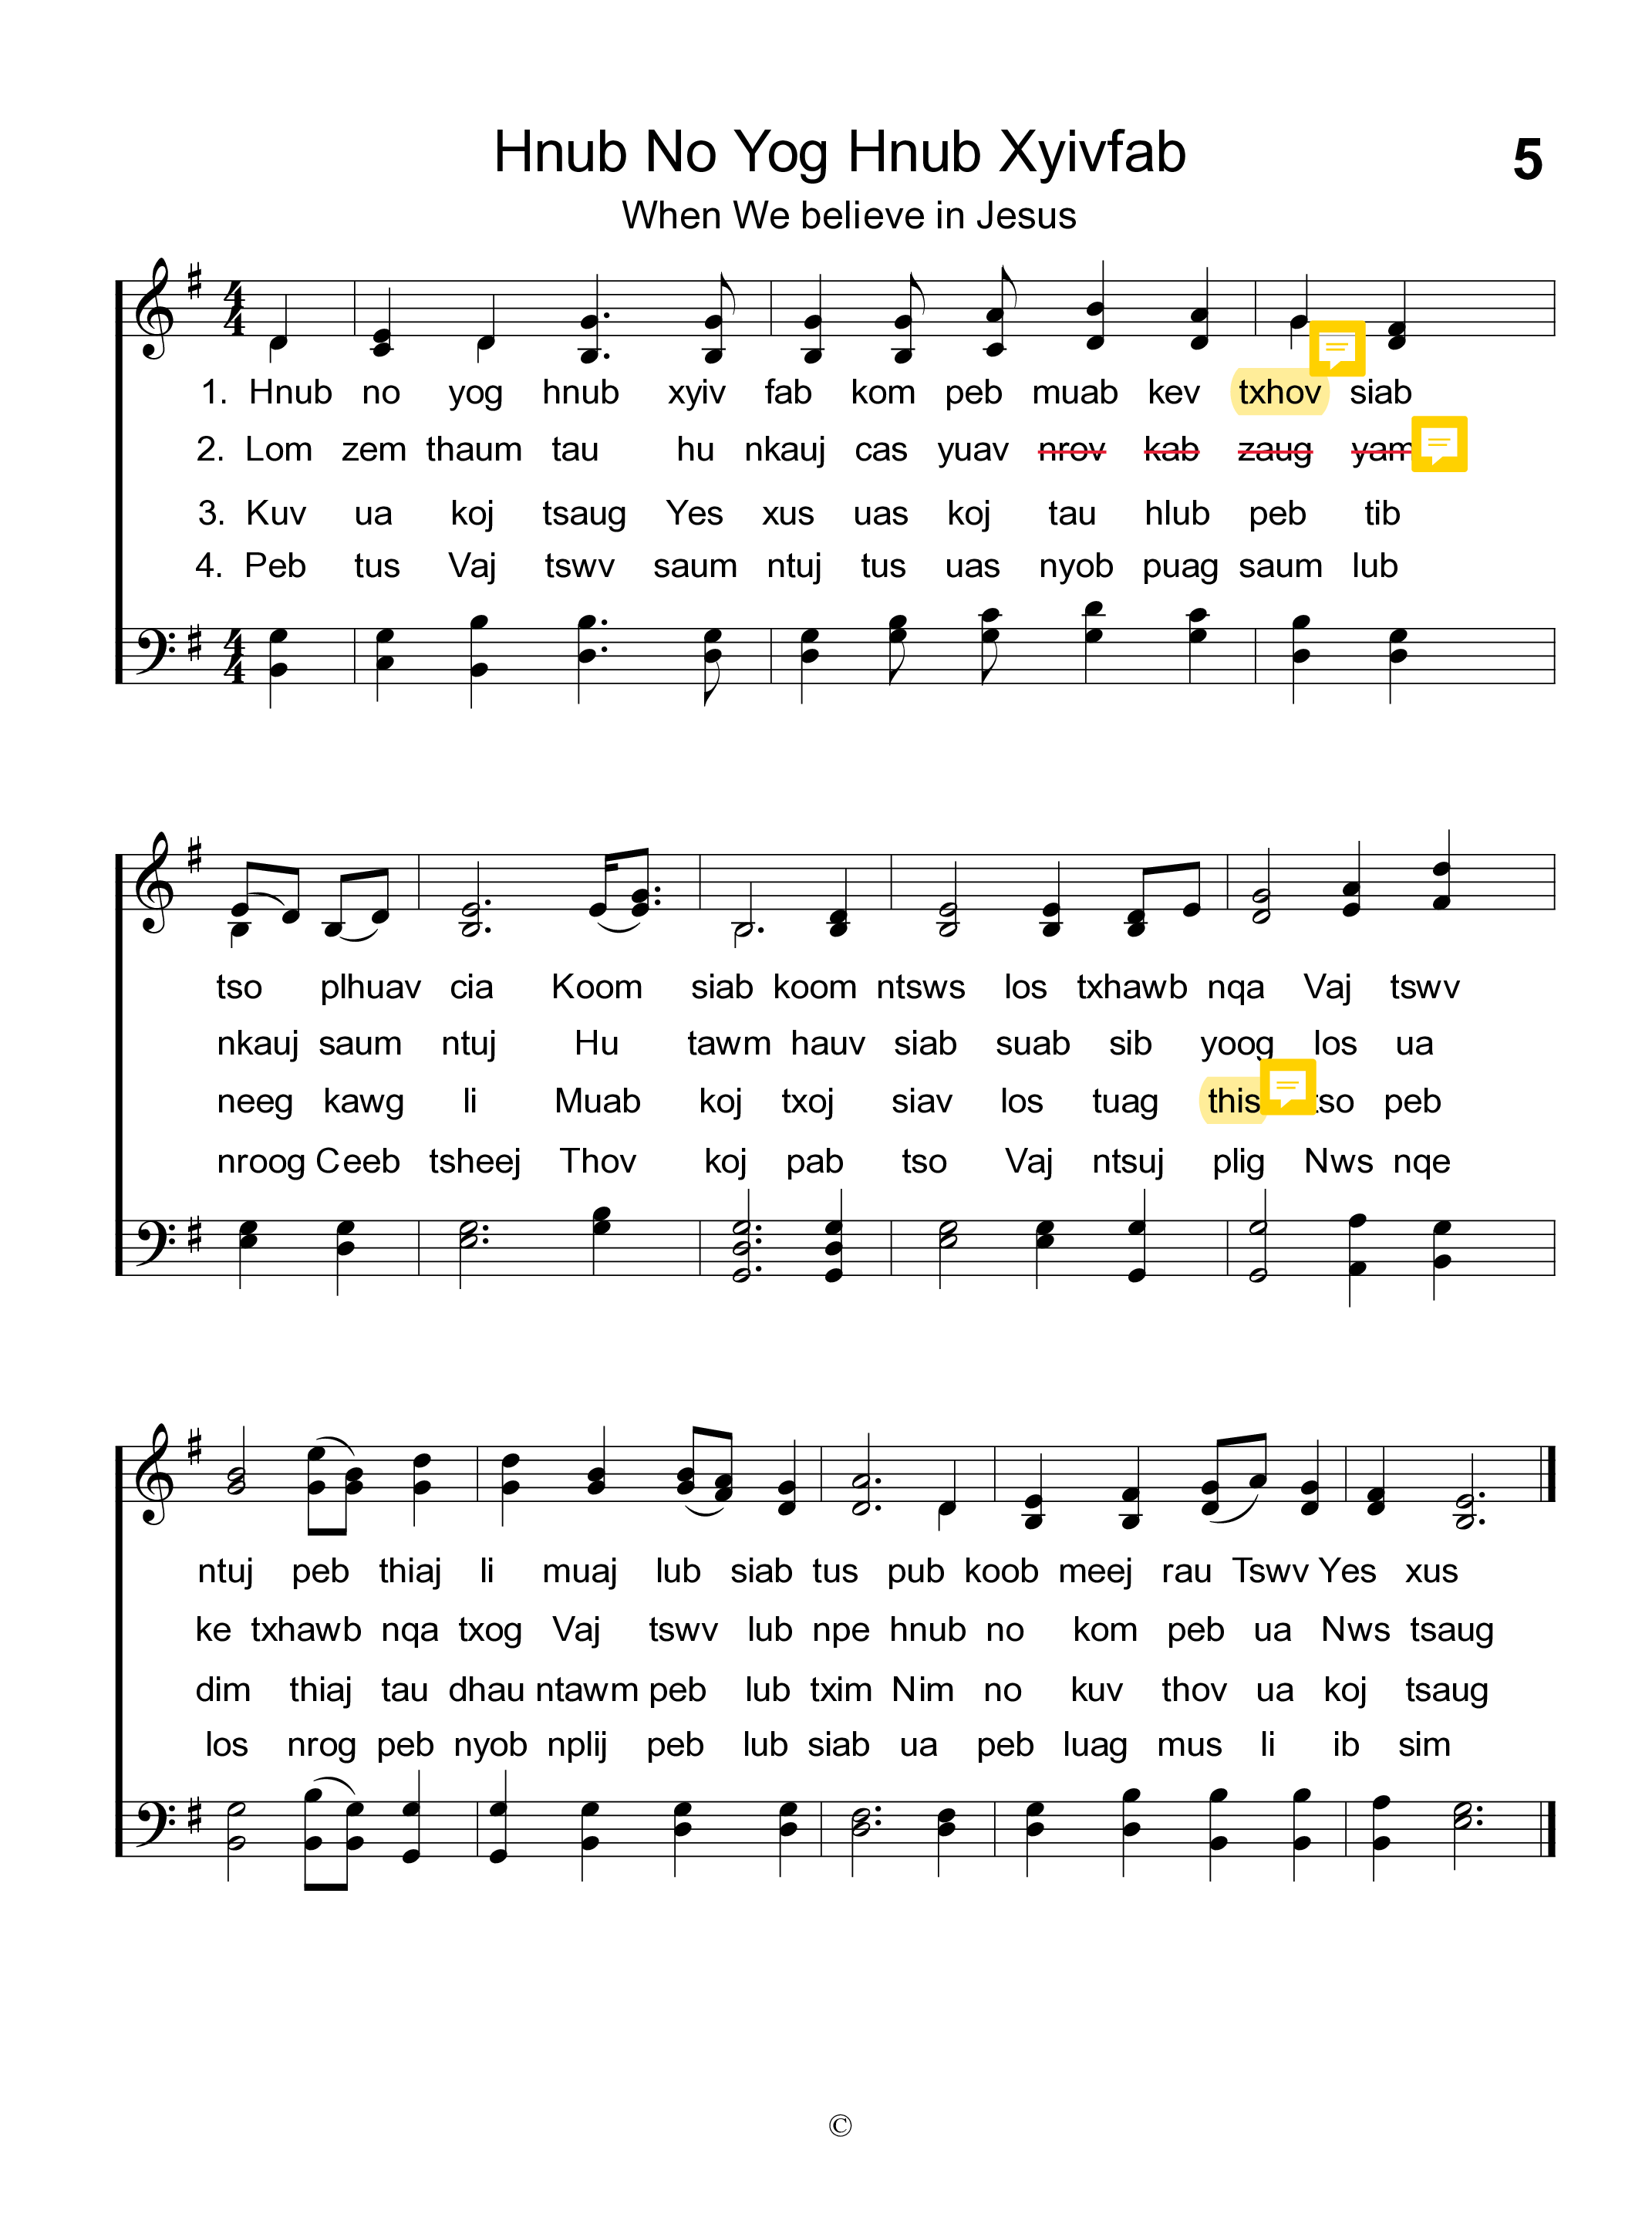 Hnub No Yog Hnub Xyivfab
5
When We believe in Jesus
1. Hnub no yog hnub xyiv fab kom peb muab kev txhov siab
2. Lom zem thaum tau hu nkauj cas yuav nrov kab zaug yam
3. Kuv ua koj tsaug Yes xus uas koj tau hlub peb tib
4. Peb tus Vaj tswv saum ntuj tus uas nyob puag saum lub
tso plhuav cia Koom siab koom ntsws los txhawb nqa Vaj tswv
nkauj saum ntuj Hu tawm hauv siab suab sib yoog los ua
neeg kawg li Muab koj txoj siav los tuag this tso peb
nroog Ceeb tsheej Thov koj pab tso Vaj ntsuj plig Nws nqe
ntuj peb thiaj li muaj lub siab tus pub koob meej rau Tswv Yes xus
ke txhawb nqa txog Vaj tswv lub npe hnub no kom peb ua Nws tsaug
dim thiaj tau dhau ntawm peb lub txim Nim no kuv thov ua koj tsaug
los nrog peb nyob nplij peb lub siab ua peb luag mus li ib sim
©